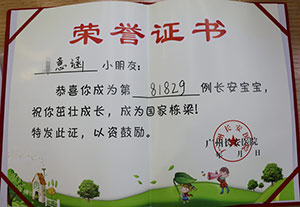 荣誉证书
惠涵 小朋友：
恭喜你成为第 81829 例长安宝宝，
祝你茁壮成长，成为国家栋梁！
特发此证，以资鼓励。
广州长安医院
年 月 日